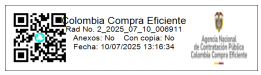 Colombia Compra Eficiente
Rad No. 2_2025_07_10_006911
Anexos: No Con copia: No
Fecha: 10/07/2025 13:16:34
Agencia Nacional
de Contratación Pública
Colombia Compra Eficiente